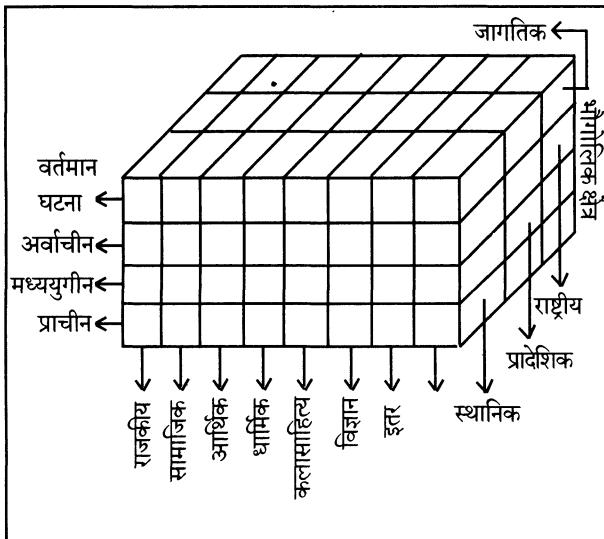 जागतिक
भौगोलिक क्षेत्र
वर्तमान
घटना
अर्वाचीन
मध्ययुगीन
प्राचीन
राष्ट्रीय
प्रादेशिक
स्थानिक
राजकीय
सामाजिक
आर्थिक
धार्मिक
कलासाहित्य
विज्ञान
इतर